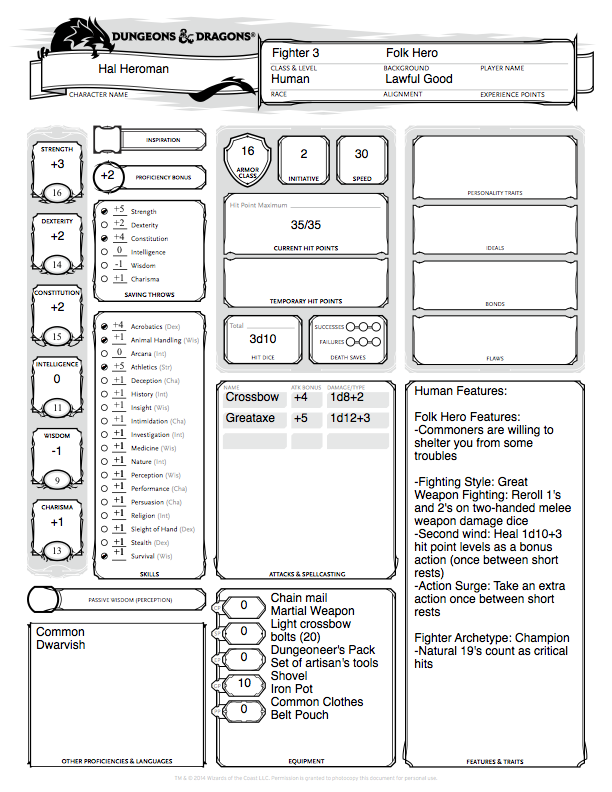 DUNGEONS & DRAGONS®
Hal Heroman
CHARACTER NAME
Fighter 3 Folk Hero
CLASS & LEVEL BACKGROUND PLAYER NAME
Human Lawful Good
RACE ALIGNMENT EXPERIENCE POINTS
STRENGTH
+3
16
DEXTERITY
+2
14
CONSTITUTION
+2
15
INTELLIGENCE
0
11
WISDOM
-1
9
CHARISMA
+1
13
INSPIRATION
+2 PROFICIENCY BONUS
+5 Strength
+2 Dexterity
+4 Constitution
0 Intelligence
-1 Wisdom
+1 Charisma
SAVING THROWS
+4 Acrobatics (Dex)
+1 Animal Handling (Wis)
0 Arcana (Int)
+5 Athletics (Str)
+1 Deception (Cha)
+1 History (Int)
+1 Insight (Wis)
+1 Intimidation (Cha)
+1 Investigation (Int)
+1 Medicine (Wis)
+1 Nature (Int)
+1 Perception (Wis)
+1 Performance (Cha)
+1 Persuasion (Cha)
+1 Religion (Int)
+1 Sleight of Hand (Dex)
+1 Stealth (Dex)
+1 Survival (Wis)
SKILLS
PASSIVE WISDOM (PERCEPTION)
Common
Dwarvish
OTHER PROFICIENCIES & LANGUAGES
16
ARMOR
CLASS
2
INITIATIVE
30
SPEED
Hit Point Maximum
35/35
CURRENT HIT POINTS
TEMPORARY HIT POINTS
Total
3d10
HIT DICE
SUCCESSES
FAILURES
DEATH SAVES
NAME ATK BONUS DAMAGE/TYPE
Crossbow +4 1d8+2
Greataxe +5 1d12+3
ATTACKS & SPELLCASTING
0
0
0
10
0
Chain mail
Martial Weapon
Light crossbow
bolts (20)
Dungeoneer's Pack
Set of artisan's tools
Shovel
Iron Pot
Common Clothes
Belt Pouch
EQUIPMENT
PERSONALITY TRAITS
IDEALS
BONDS
FLAWS
Human Features:
Folk Hero Features:
-Commoners are willing to
shelter you from some
troubles
-Fighting Style: Great
Weapon Fighting: Reroll 1's
and 2's on two-handed melee
weapon damage dice
-Second wind: Heal 1d10+3
hit point levels as a bonus
action (once between short
rests)
-Action Surge: Take an extra
action once between short
rests
Fighter Archetype: Champion
-Natural 19's count as critical
hits
FEATURES & TRAITS
TM & © 2014 Wizards of the Coast LLC. Permission is granted to photocopy this document for personal use.